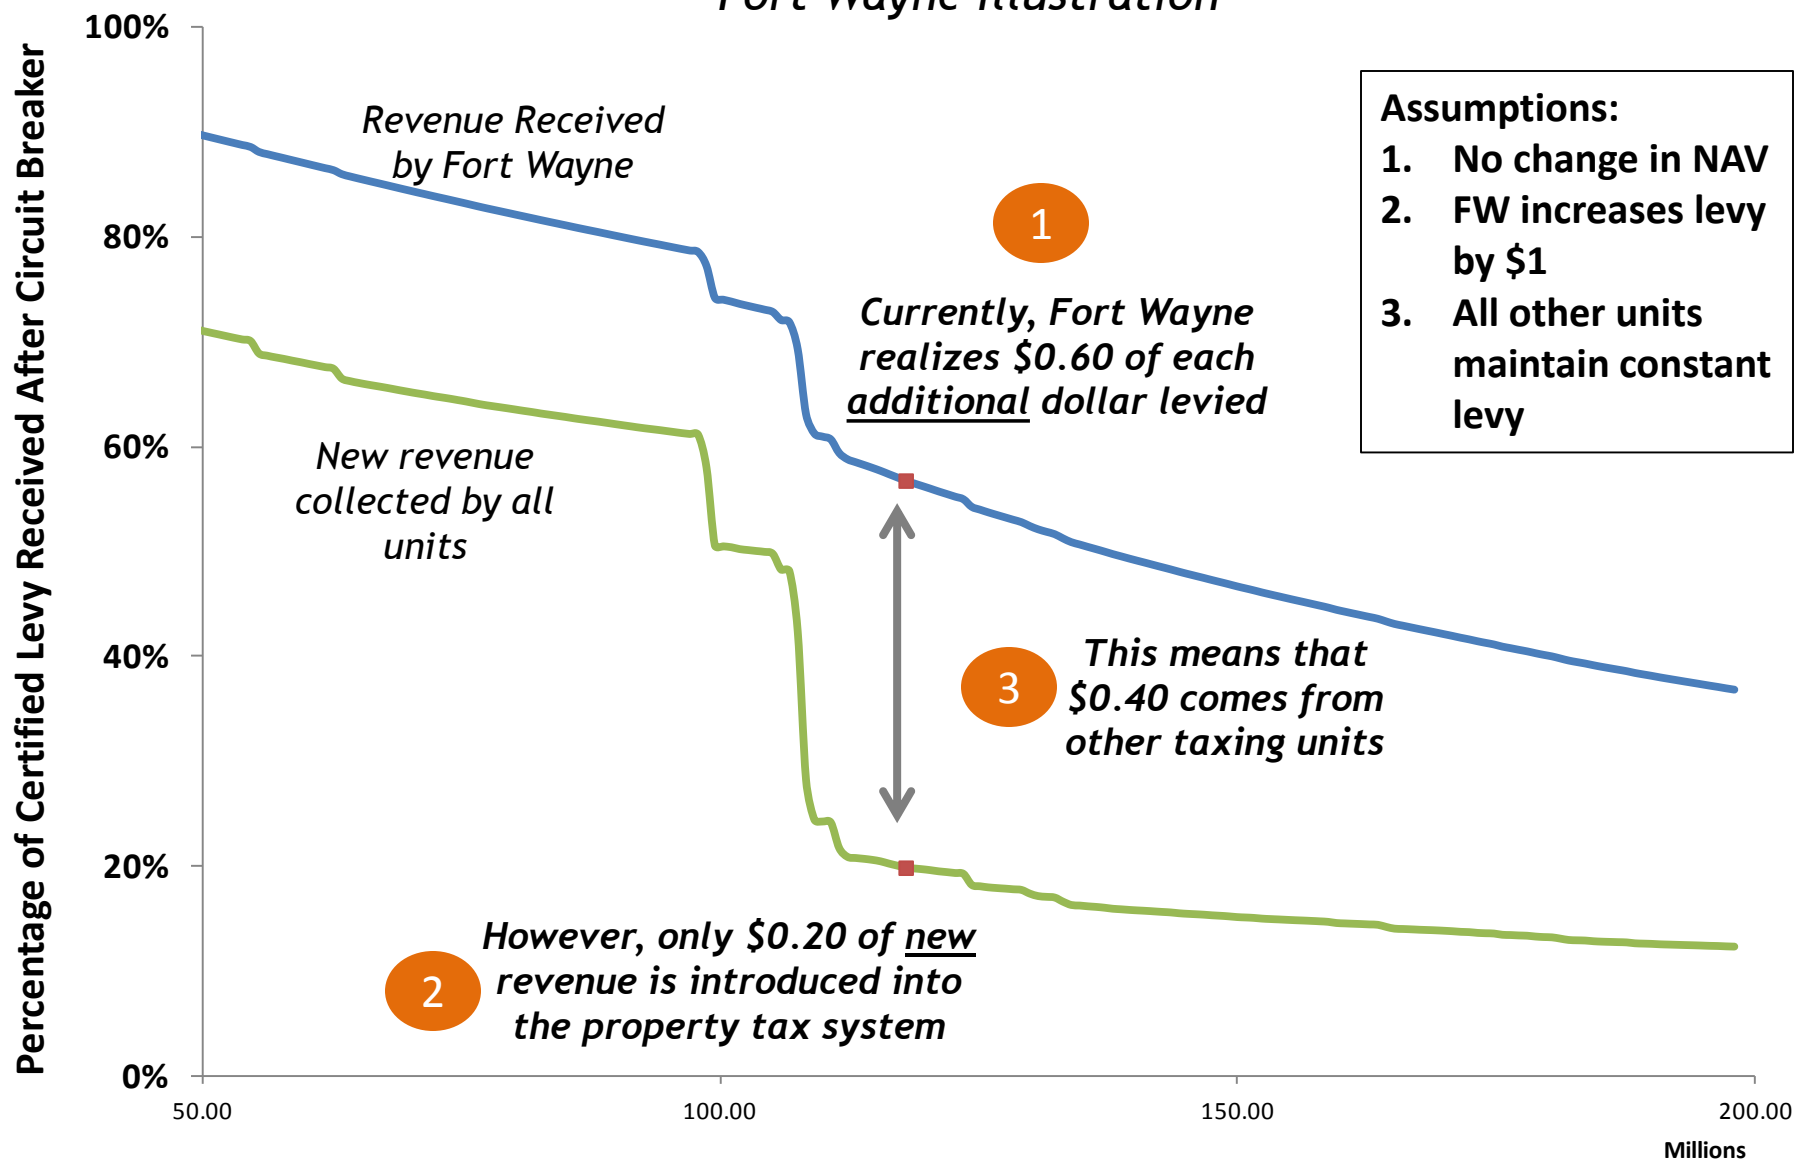 Fort Wayne Illustration
Percentage of Certified Levy Received After Circuit Breaker
100%
80%
60%
40%
20%
0%
Revenue Received
by Fort Wayne
New revenue
collected by all
units
1
Currently, Fort Wayne
realizes $0.60 of each
additional dollar levied
Assumptions:
1. No change in NAV
2. FW increases levy
by $1
3. All other units
maintain constant
levy
3
This means that
$0.40 comes from
other taxing units
2
However, only $0.20 of new
revenue is introduced into
the property tax system
50.00
100.00
150.00
200.00
Millions